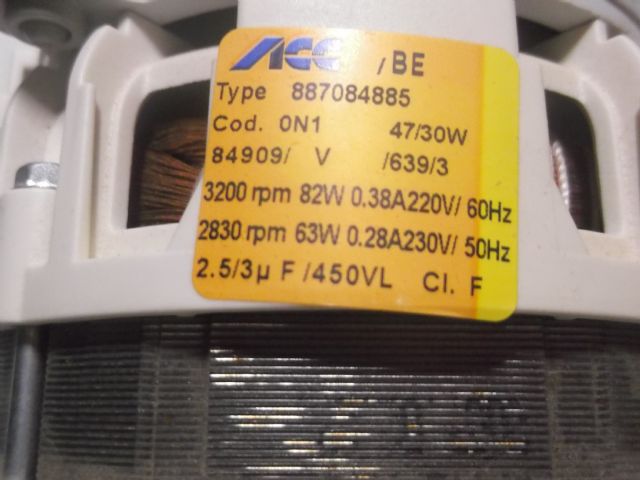 ACC /BE
Type 887084885
Cod. 0N1 47/30W
84909/ V /639/3
3200 rpm 82W 0.38A220V/ 60Hz
2830 rpm 63W 0.28A230V/ 50Hz
2.5/3µ F /450VL Cl. F